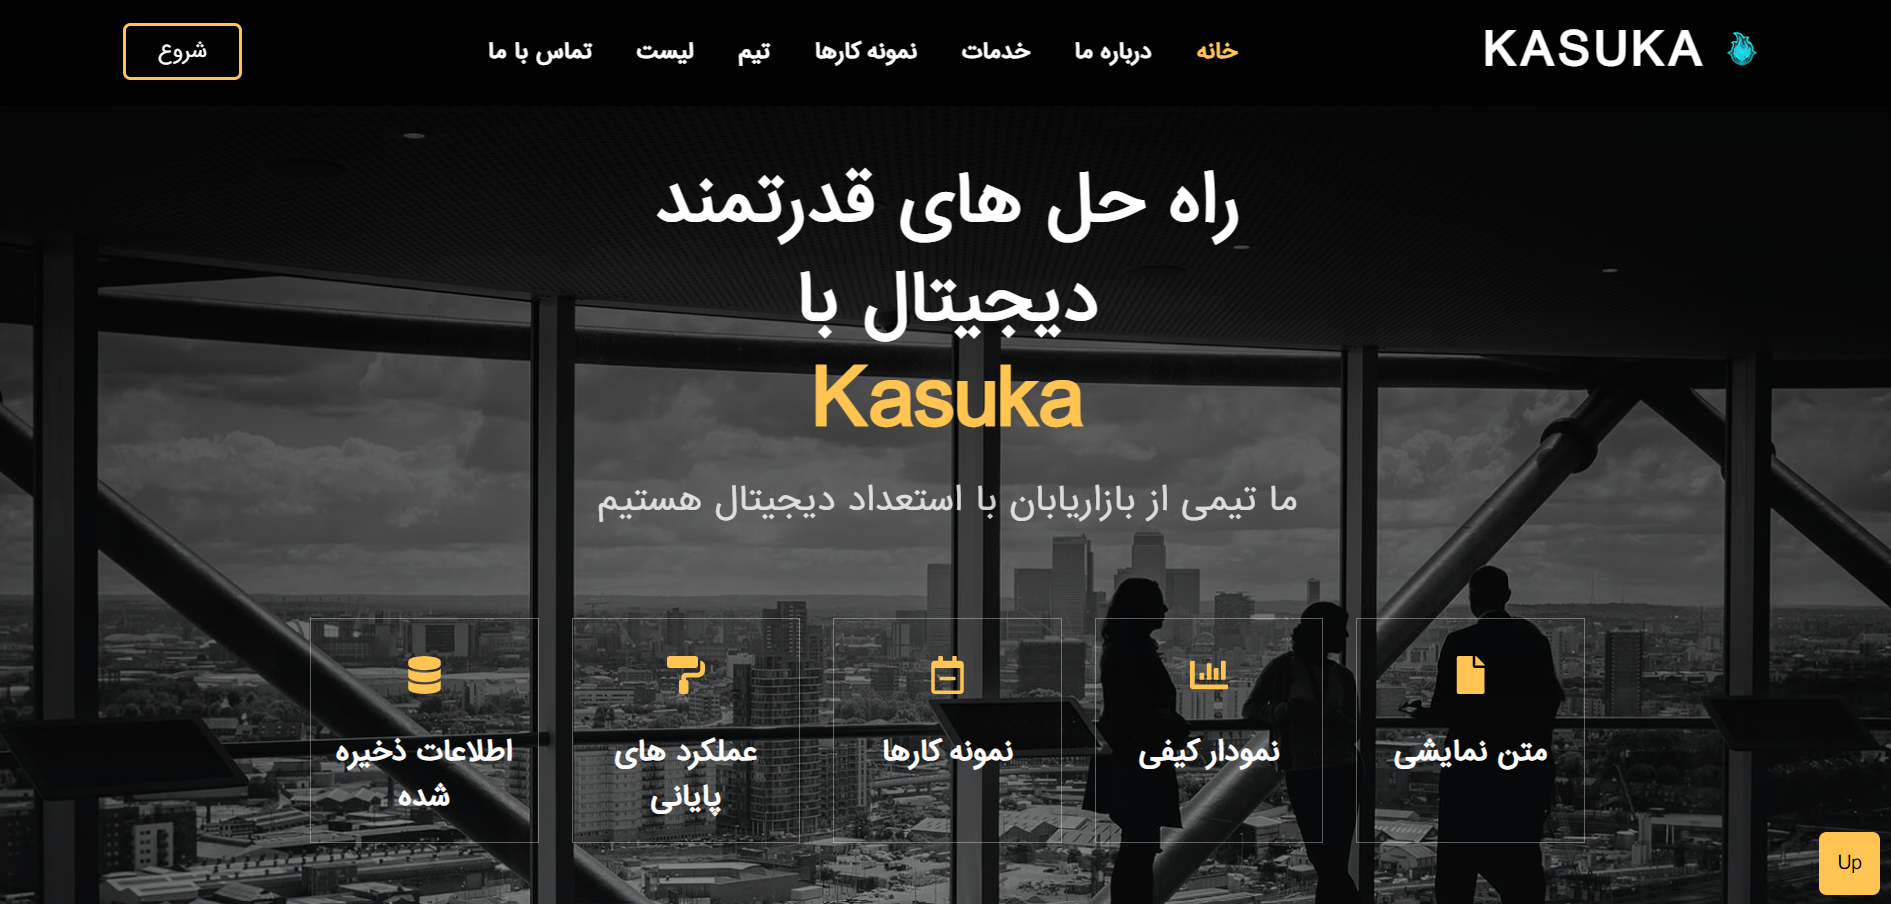 KASUKA
خانه
درباره ما
خدمات
نمونه کارها
تیم
لیست
تماس با ما
شروع
راه حل های قدرتمند
دیجیتال با
Kasuka
ما تیمی از بازاریابان با استعداد دیجیتال هستیم
متن نمایشی
نمودار کیفی
نمونه کارها
عملکرد های
پایانی
اطلاعات ذخیره
شده
Up